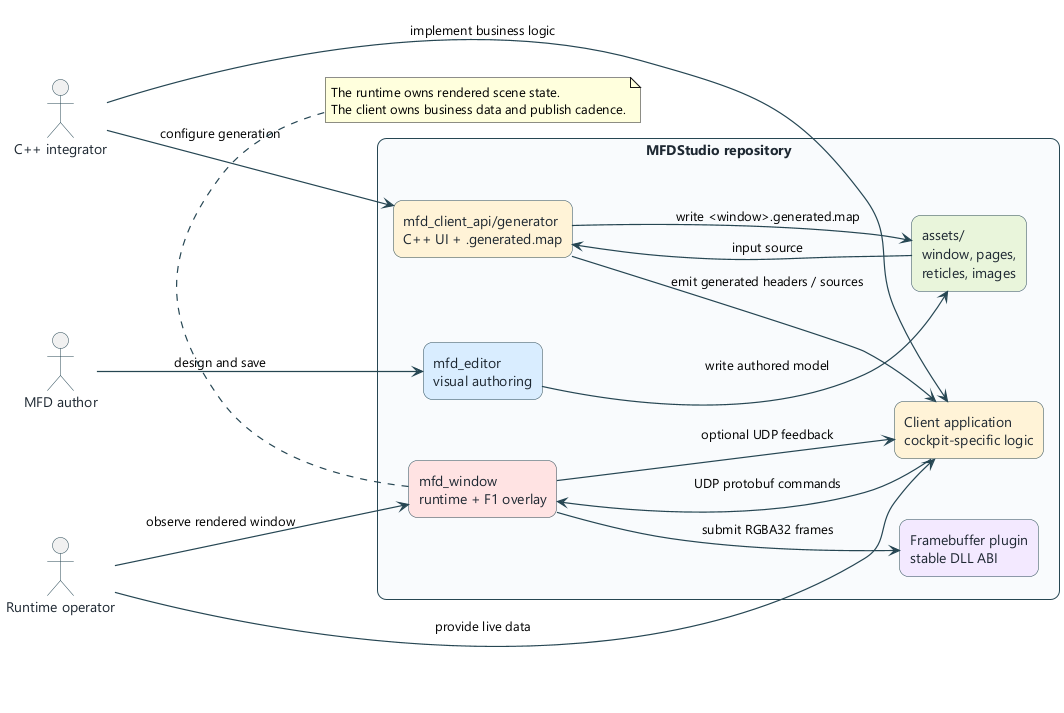 implement business logic
The runtime owns rendered scene state.
The client owns business data and publish cadence.
C++ integrator
configure generation
MFDStudio repository
mfd_client_api/generator
C++ UI + .generated.map
write <window>.generated.map
input source
assets/
window, pages,
reticles, images
emit generated headers / sources
MFD author
design and save
mfd_editor
visual authoring
write authored model
Client application
cockpit-specific logic
optional UDP feedback
mfd_window
runtime + F1 overlay
UDP protobuf commands
observe rendered window
submit RGBA32 frames
Framebuffer plugin
stable DLL ABI
Runtime operator
provide live data